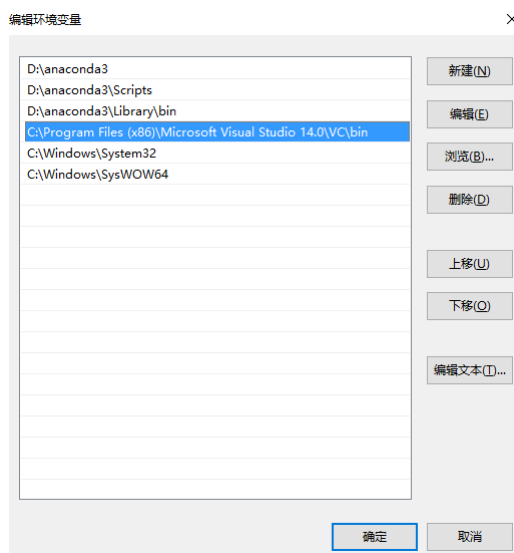 编辑环境变量
D:\anaconda3
D:\anaconda3\Scripts
D:\anaconda3\Library\bin
C:\Program Files (x86)\Microsoft Visual Studio 14.0\VC\bin
C:\Windows\System32
C:\Windows\SysWOW64
新建(N)
编辑(E)
浏览(B)...
删除(D)
上移(U)
下移(O)
编辑文本(T)...
确定
取消